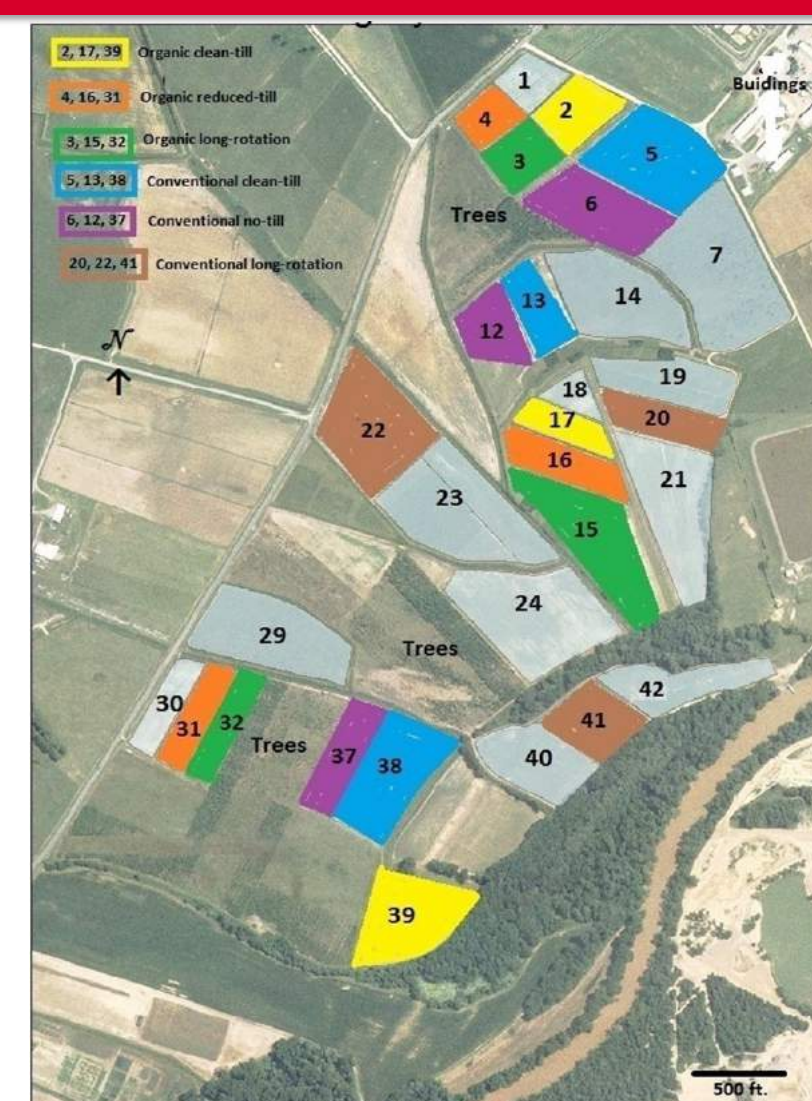 2, 17, 39 Organic clean-till
4, 16, 31 Organic reduced-till
3, 15, 32 Organic long-rotation
5, 13, 38 Conventional clean-till
6, 12, 37 Conventional no-till
20, 22, 41 Conventional long-rotation
N
Buidings
1
2
4
3
5
6
Trees
7
14
13
12
19
18
17
20
16
21
15
22
23
24
29
Trees
30
31
32
Trees
37
38
42
41
40
39
500 ft.